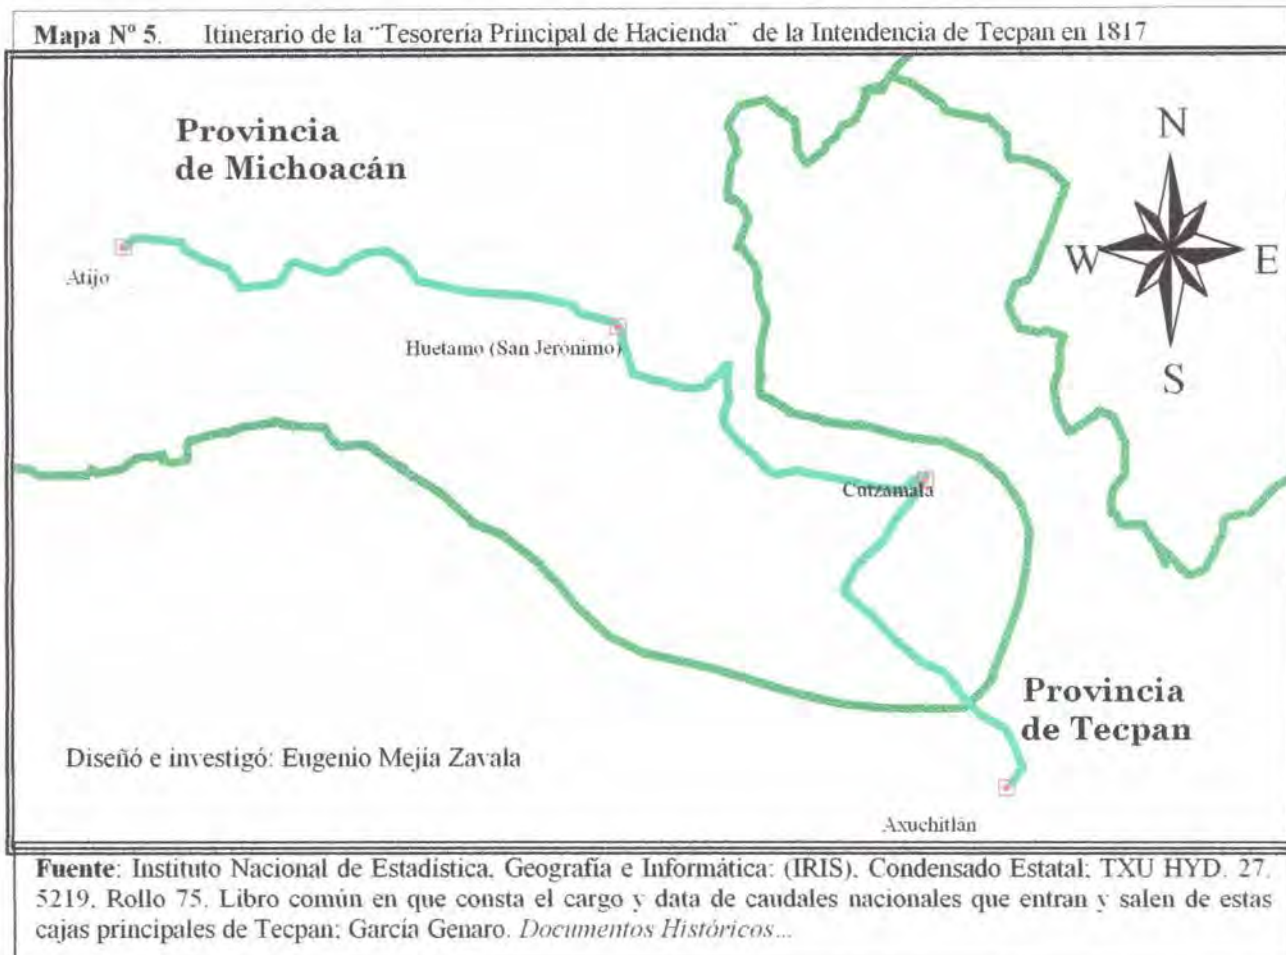 Mapa Nº 5. Itinerario de la ¨Tesorería Principal de Hacienda¨ de la Intendencia de Tecpan en 1817
Provincia
de Michoacán
N
W
E
S
Atijo
Huetamo (San Jerónimo)
Cutzamala
Provincia
de Tecpan
Diseñó e investigó: Eugenio Mejía Zavala
Axuchitlán
Fuente: Instituto Nacional de Estadística, Geografía e Informática: (IRIS), Condensado Estatal; TXU HYD. 27.
5219, Rollo 75. Libro común en que consta el cargo y data de caudales nacionales que entran y salen de estas
cajas principales de Tecpan; García Genaro. Documentos Históricos...